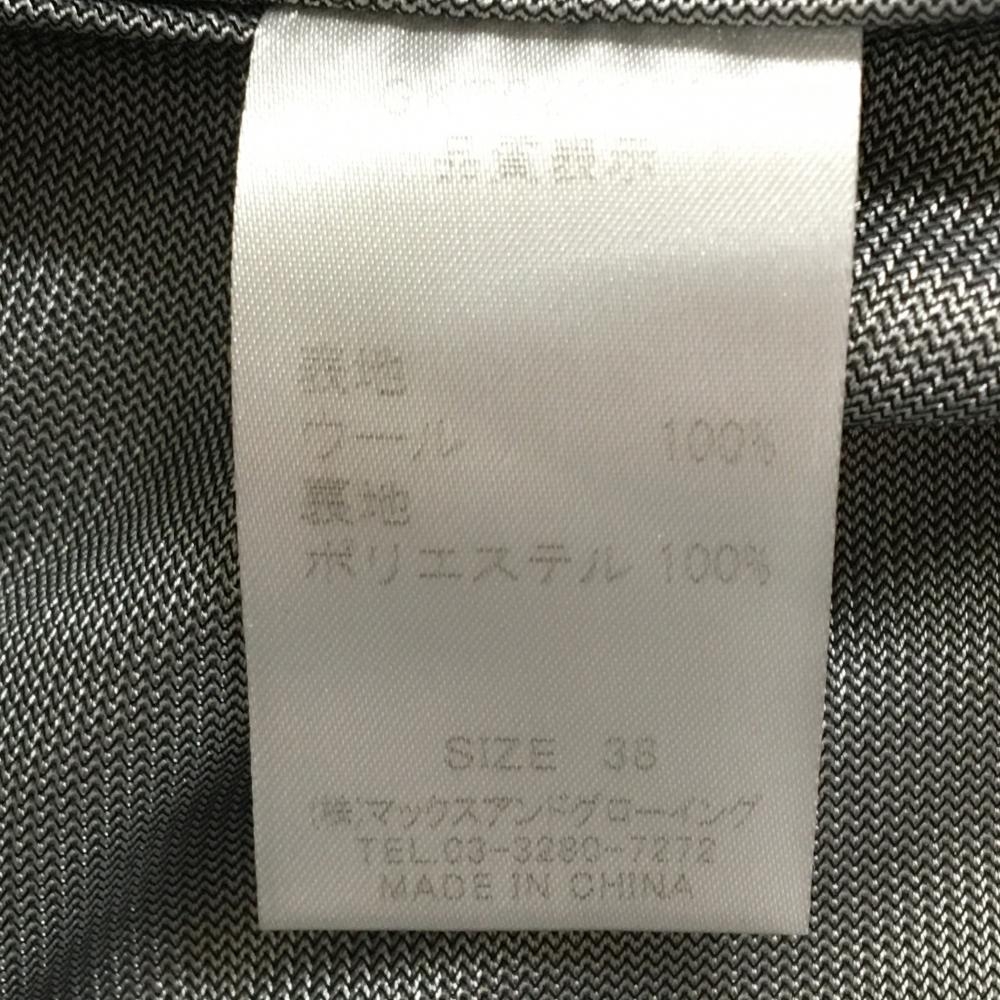 品質表示
表地
ウール 100%
裏地
ポリエステル 100%
SIZE 38
(株)マックスアンドグローイング
TEL.03-3280-7272
MADE IN CHINA